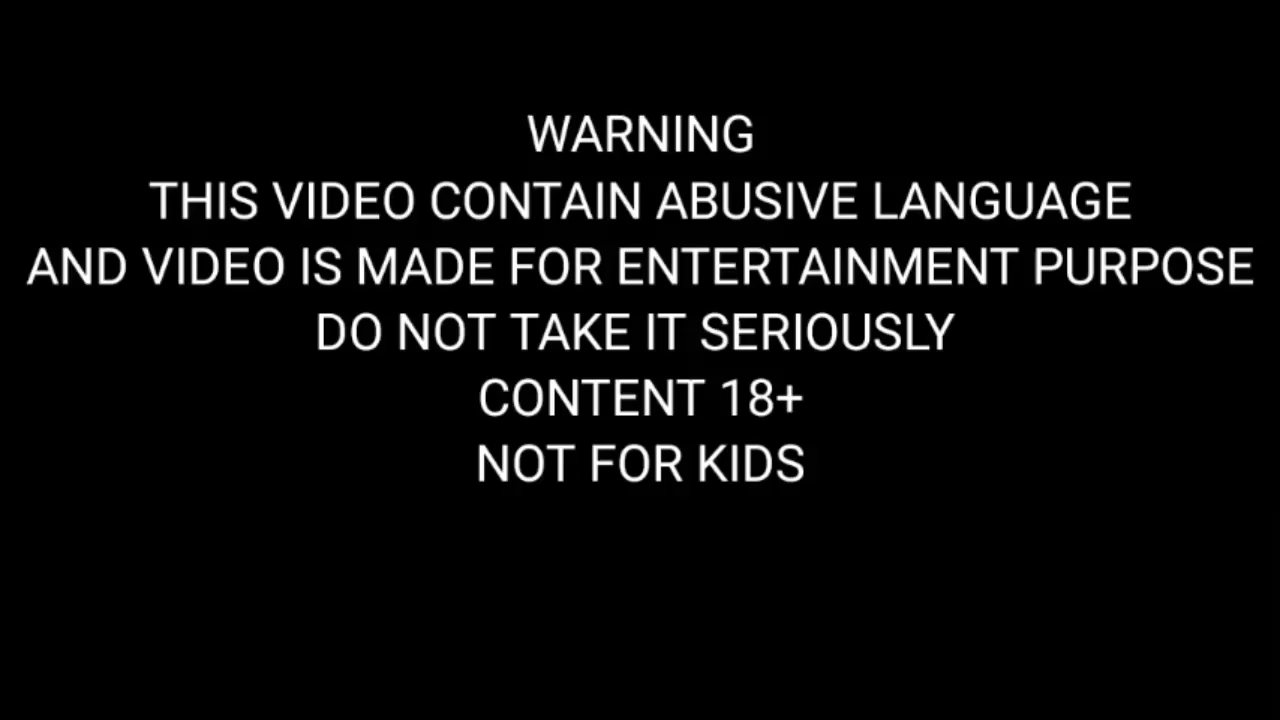 WARNING
THIS VIDEO CONTAIN ABUSIVE LANGUAGE
AND VIDEO IS MADE FOR ENTERTAINMENT PURPOSE
DO NOT TAKE IT SERIOUSLY
CONTENT 18+
NOT FOR KIDS